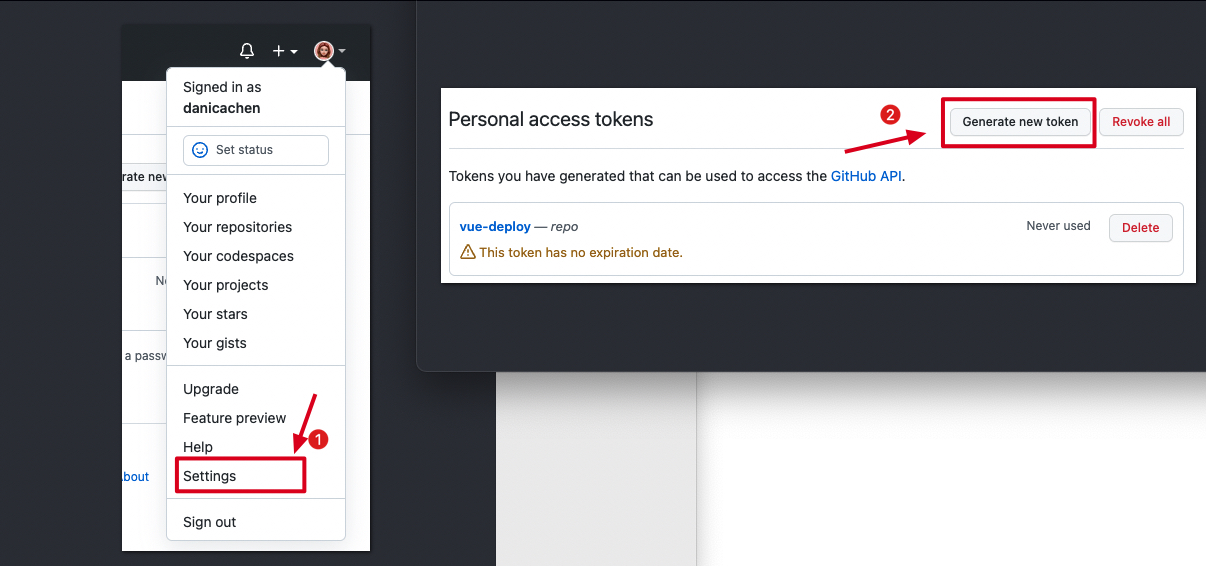 Signed in as
danicachen
Set status
rate new
Your profile
Your repositories
Your codespaces
Your projects
Your stars
Your gists
a passw
Upgrade
Feature preview
Help
1
Settings
About
Sign out
Personal access tokens
2
Generate new token
Revoke all
Tokens you have generated that can be used to access the GitHub API.
vue-deploy — repo
Never used
Delete
This token has no expiration date.